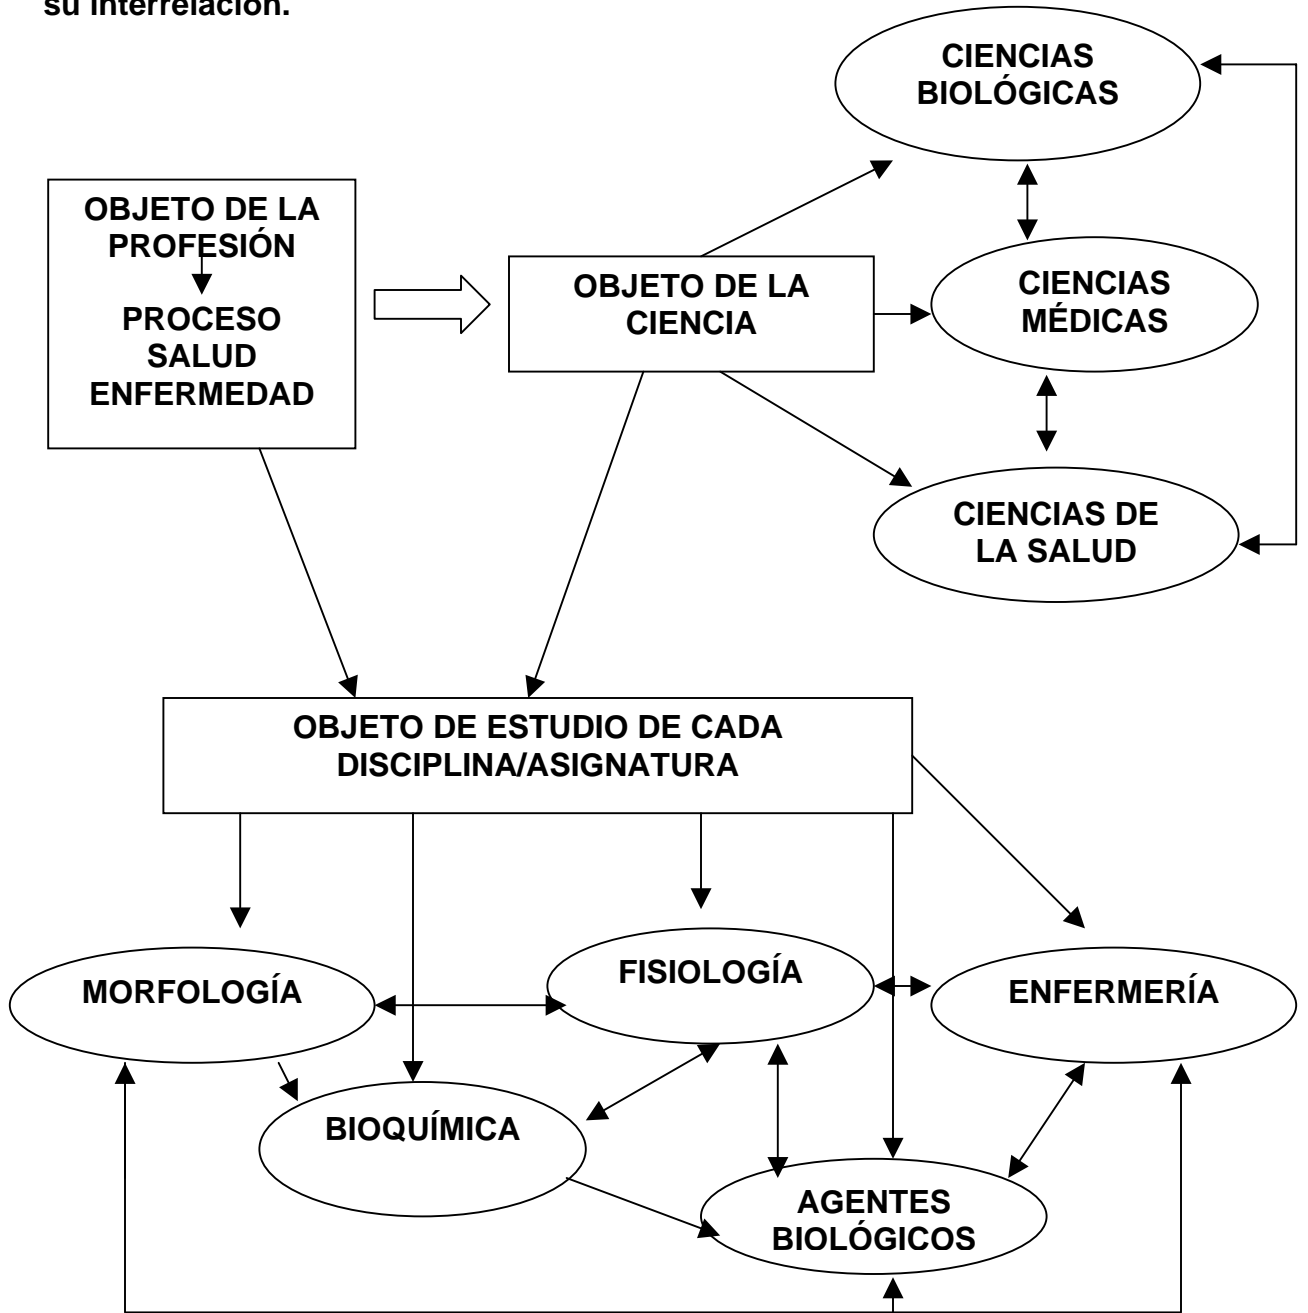 su interrelación.
CIENCIAS
BIOLÓGICAS
OBJETO DE LA
PROFESIÓN
PROCESO
SALUD
ENFERMEDAD
OBJETO DE LA
CIENCIA
CIENCIAS
MÉDICAS
CIENCIAS DE
LA SALUD
OBJETO DE ESTUDIO DE CADA
DISCIPLINA/ASIGNATURA
MORFOLOGÍA
FISIOLOGÍA
ENFERMERÍA
BIOQUÍMICA
AGENTES
BIOLÓGICOS